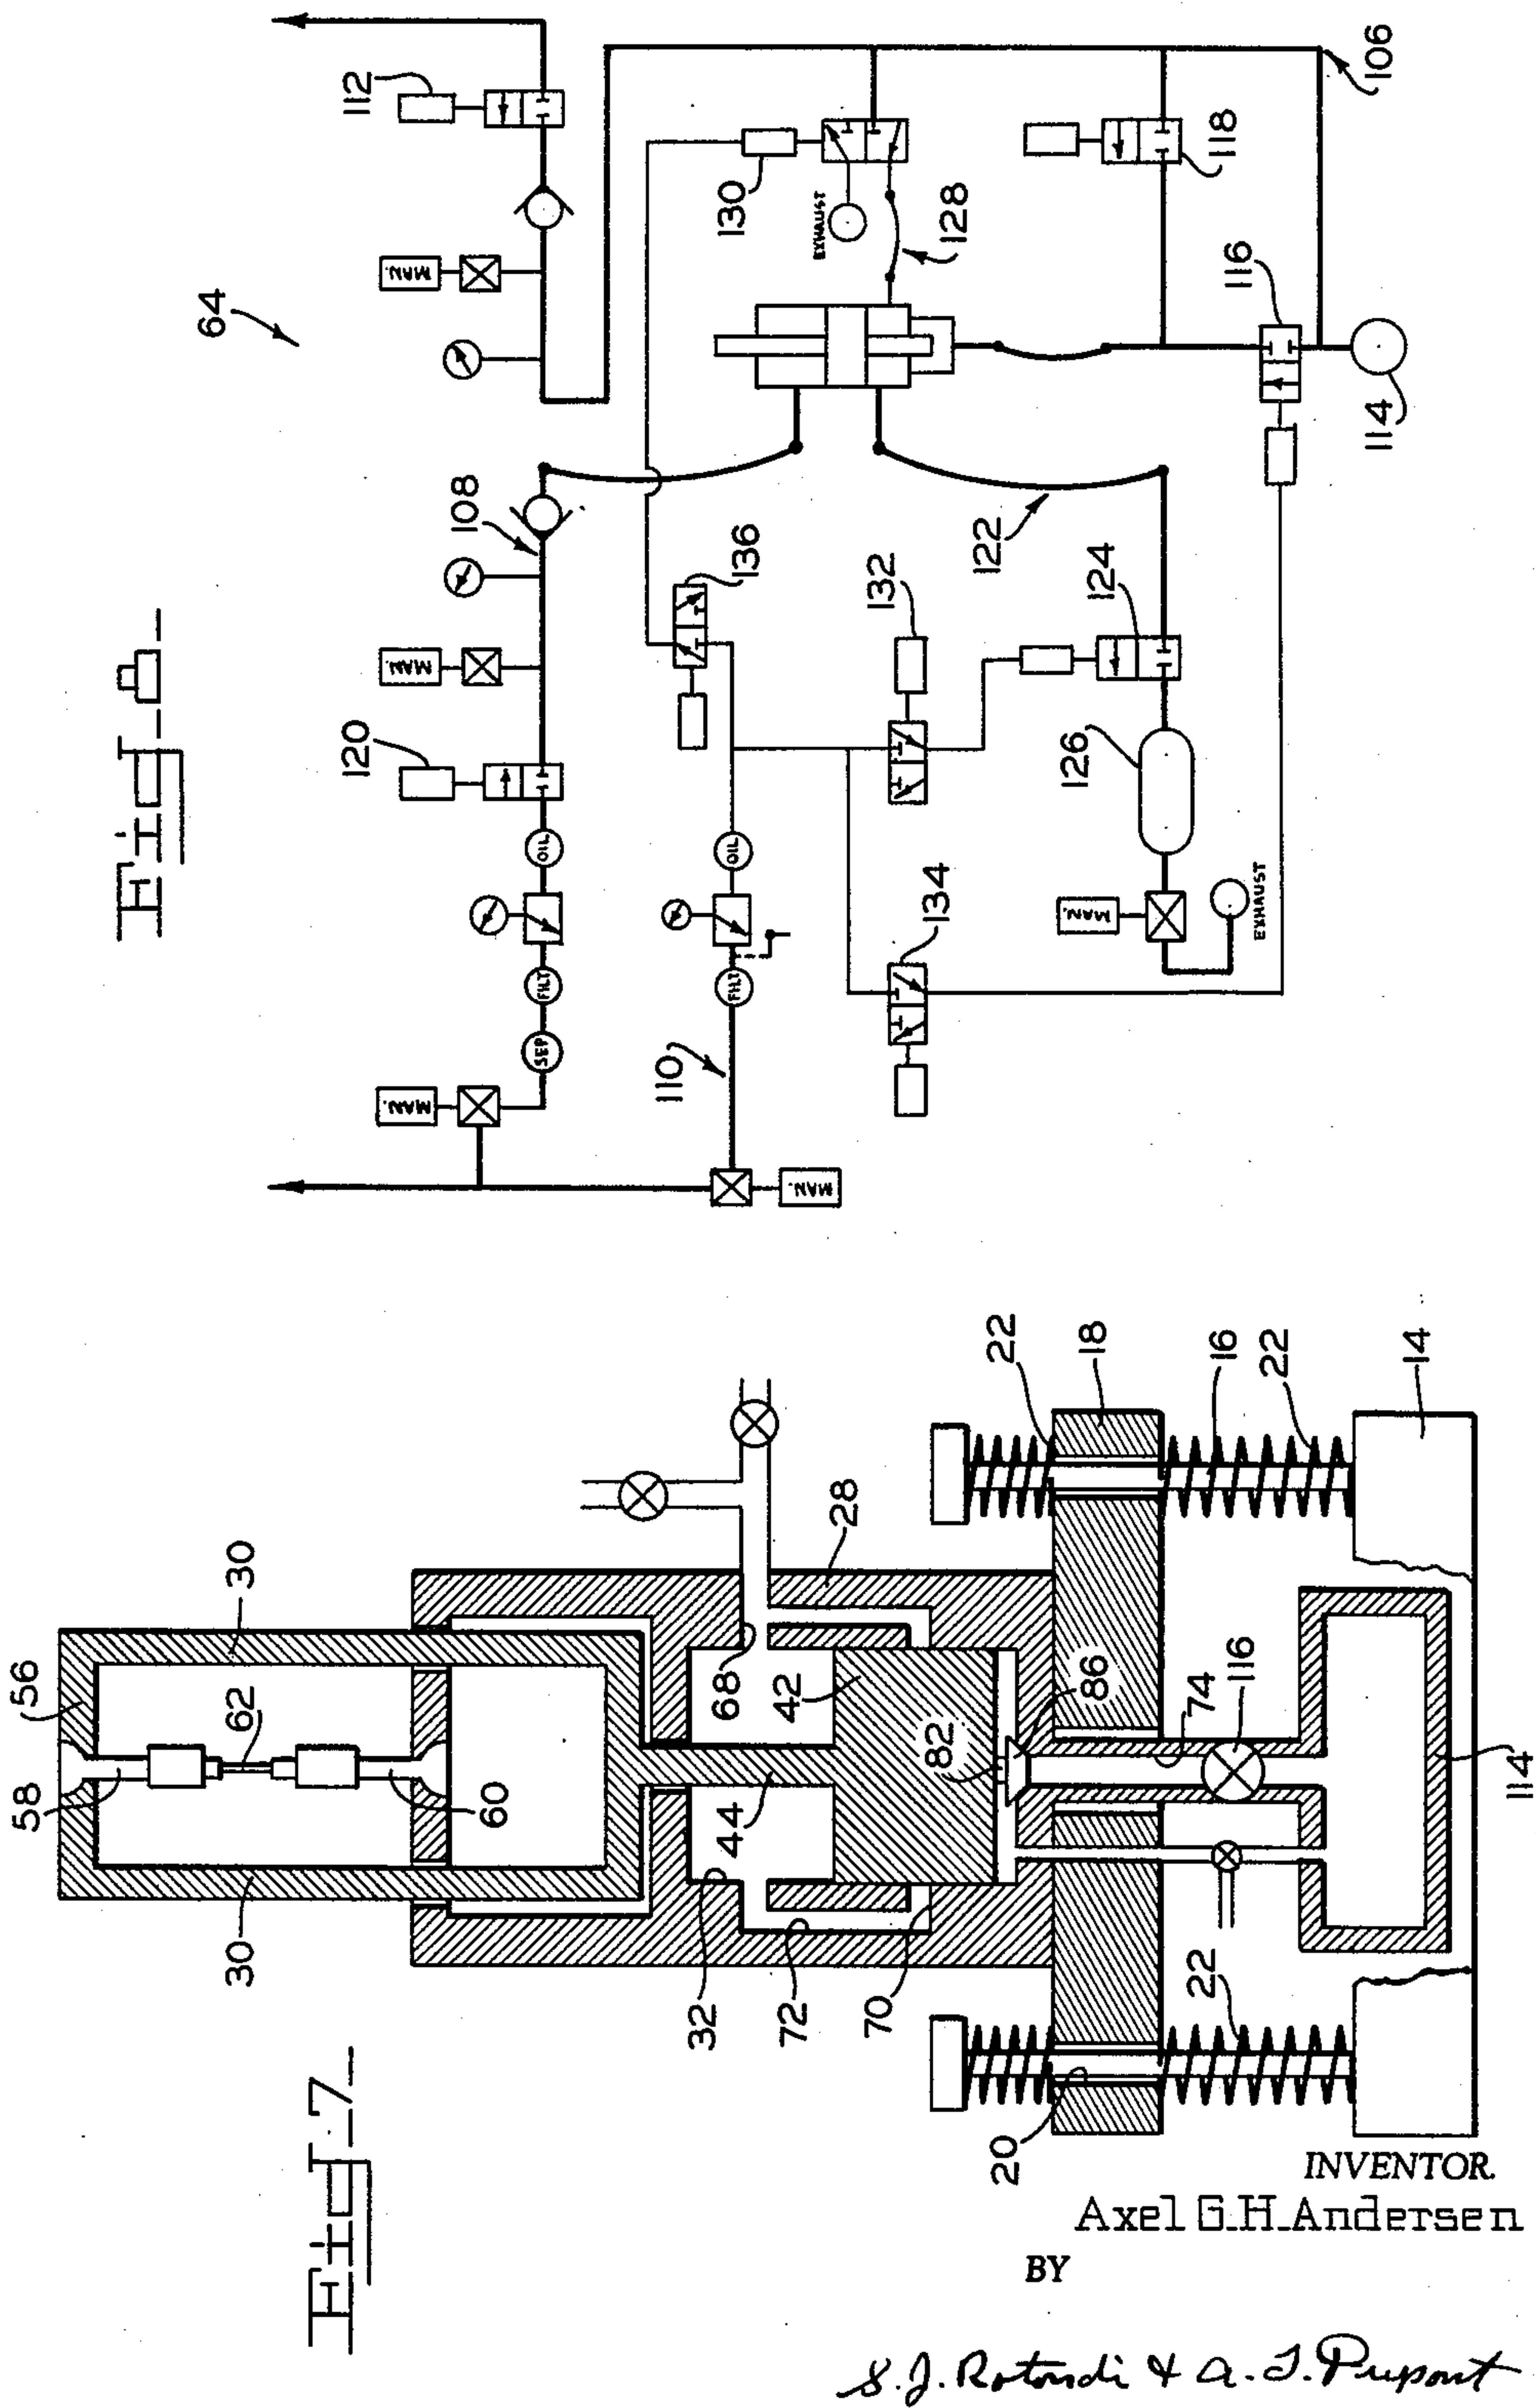 Fig. 8
64
112
106
130
EXHAUST
128
118
116
114
108
MAN.
MAN.
136
122
132
124
120
OIL
OIL
126
134
MAN.
EXHAUST
FILT
FILT
SEP
110
MAN.
MAN.
Fig. 7
22
18
16
22
14
28
30
56
62
58
60
68
42
86
82
116
74
44
114
30
32
72
70
22
20
INVENTOR.
Axel G.H. Andersen
BY
S. J. Rotondi & A. T. Dupont